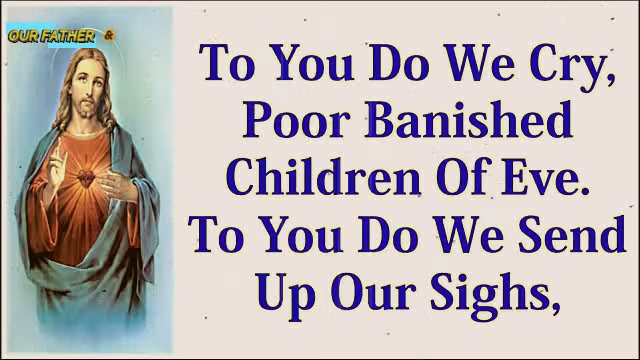 OUR FATHER &
To You Do We Cry,
Poor Banished
Children Of Eve.
To You Do We Send
Up Our Sighs,